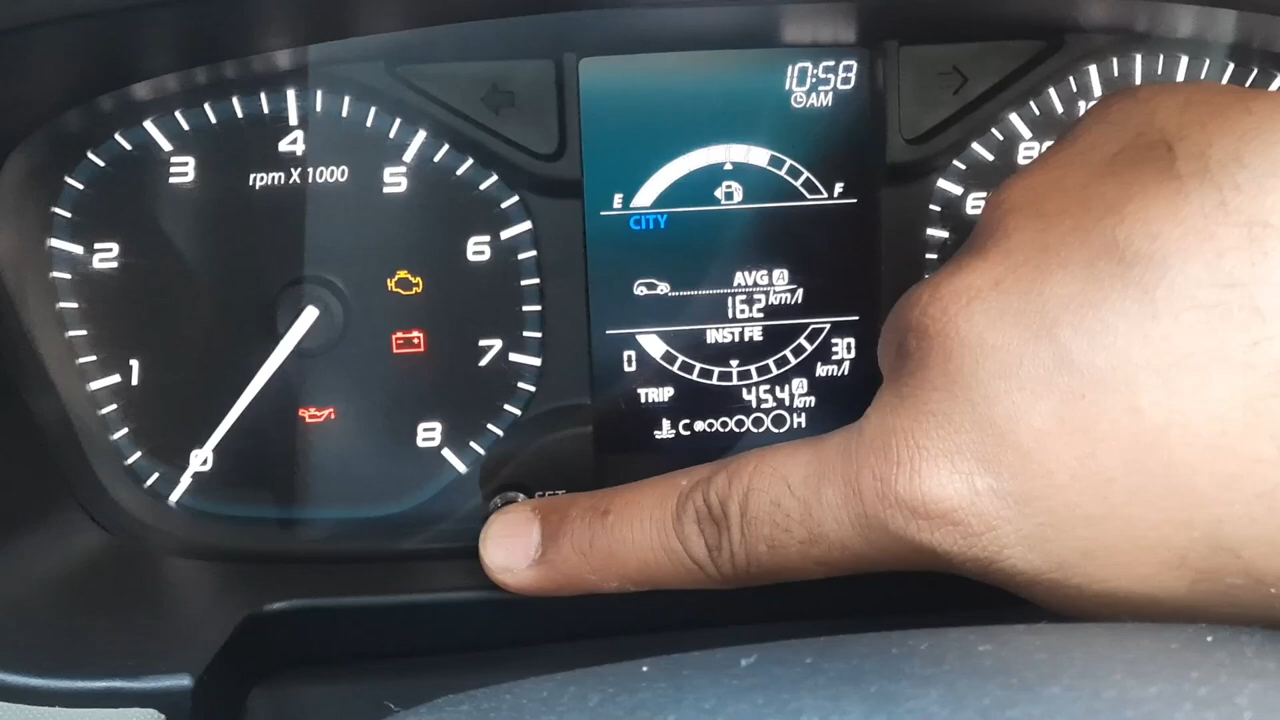 1
2
3
4
5
6
7
8
0
rpm X 1000
10:58
AM
E F
CITY
AVG A
16.2 km/l
INST FE
0 30
km/l
TRIP 45.4 A km
C H
SET